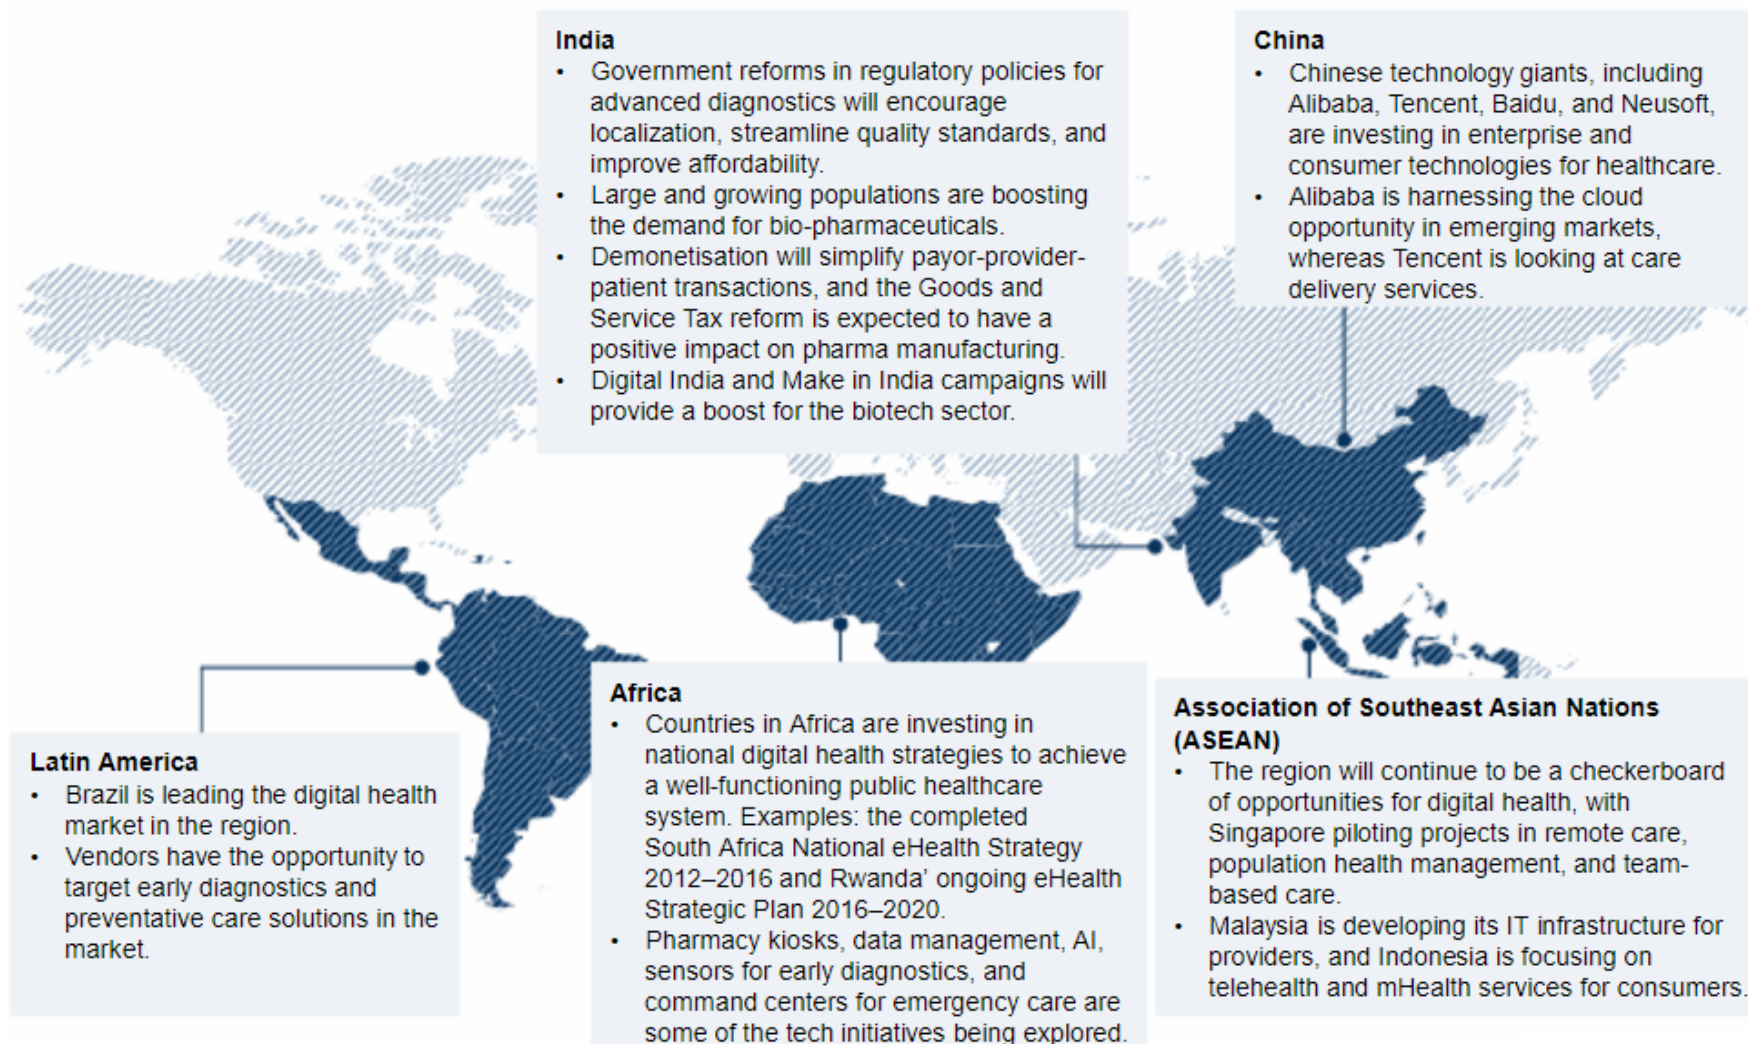 India
• Government reforms in regulatory policies for
advanced diagnostics will encourage
localization, streamline quality standards, and
improve affordability.
• Large and growing populations are boosting
the demand for bio-pharmaceuticals.
• Demonetisation will simplify payor-provider-
patient transactions, and the Goods and
Service Tax reform is expected to have a
positive impact on pharma manufacturing.
• Digital India and Make in India campaigns will
provide a boost for the biotech sector.
China
• Chinese technology giants, including
Alibaba, Tencent, Baidu, and Neusoft,
are investing in enterprise and
consumer technologies for healthcare.
• Alibaba is harnessing the cloud
opportunity in emerging markets,
whereas Tencent is looking at care
delivery services.
Latin America
• Brazil is leading the digital health
market in the region.
• Vendors have the opportunity to
target early diagnostics and
preventative care solutions in the
market.
Africa
• Countries in Africa are investing in
national digital health strategies to achieve
a well-functioning public healthcare
system. Examples: the completed
South Africa National eHealth Strategy
2012–2016 and Rwanda’ ongoing eHealth
Strategic Plan 2016–2020.
• Pharmacy kiosks, data management, AI,
sensors for early diagnostics, and
command centers for emergency care are
some of the tech initiatives being explored.
Association of Southeast Asian Nations
(ASEAN)
• The region will continue to be a checkerboard
of opportunities for digital health, with
Singapore piloting projects in remote care,
population health management, and team-
based care.
• Malaysia is developing its IT infrastructure for
providers, and Indonesia is focusing on
telehealth and mHealth services for consumers.